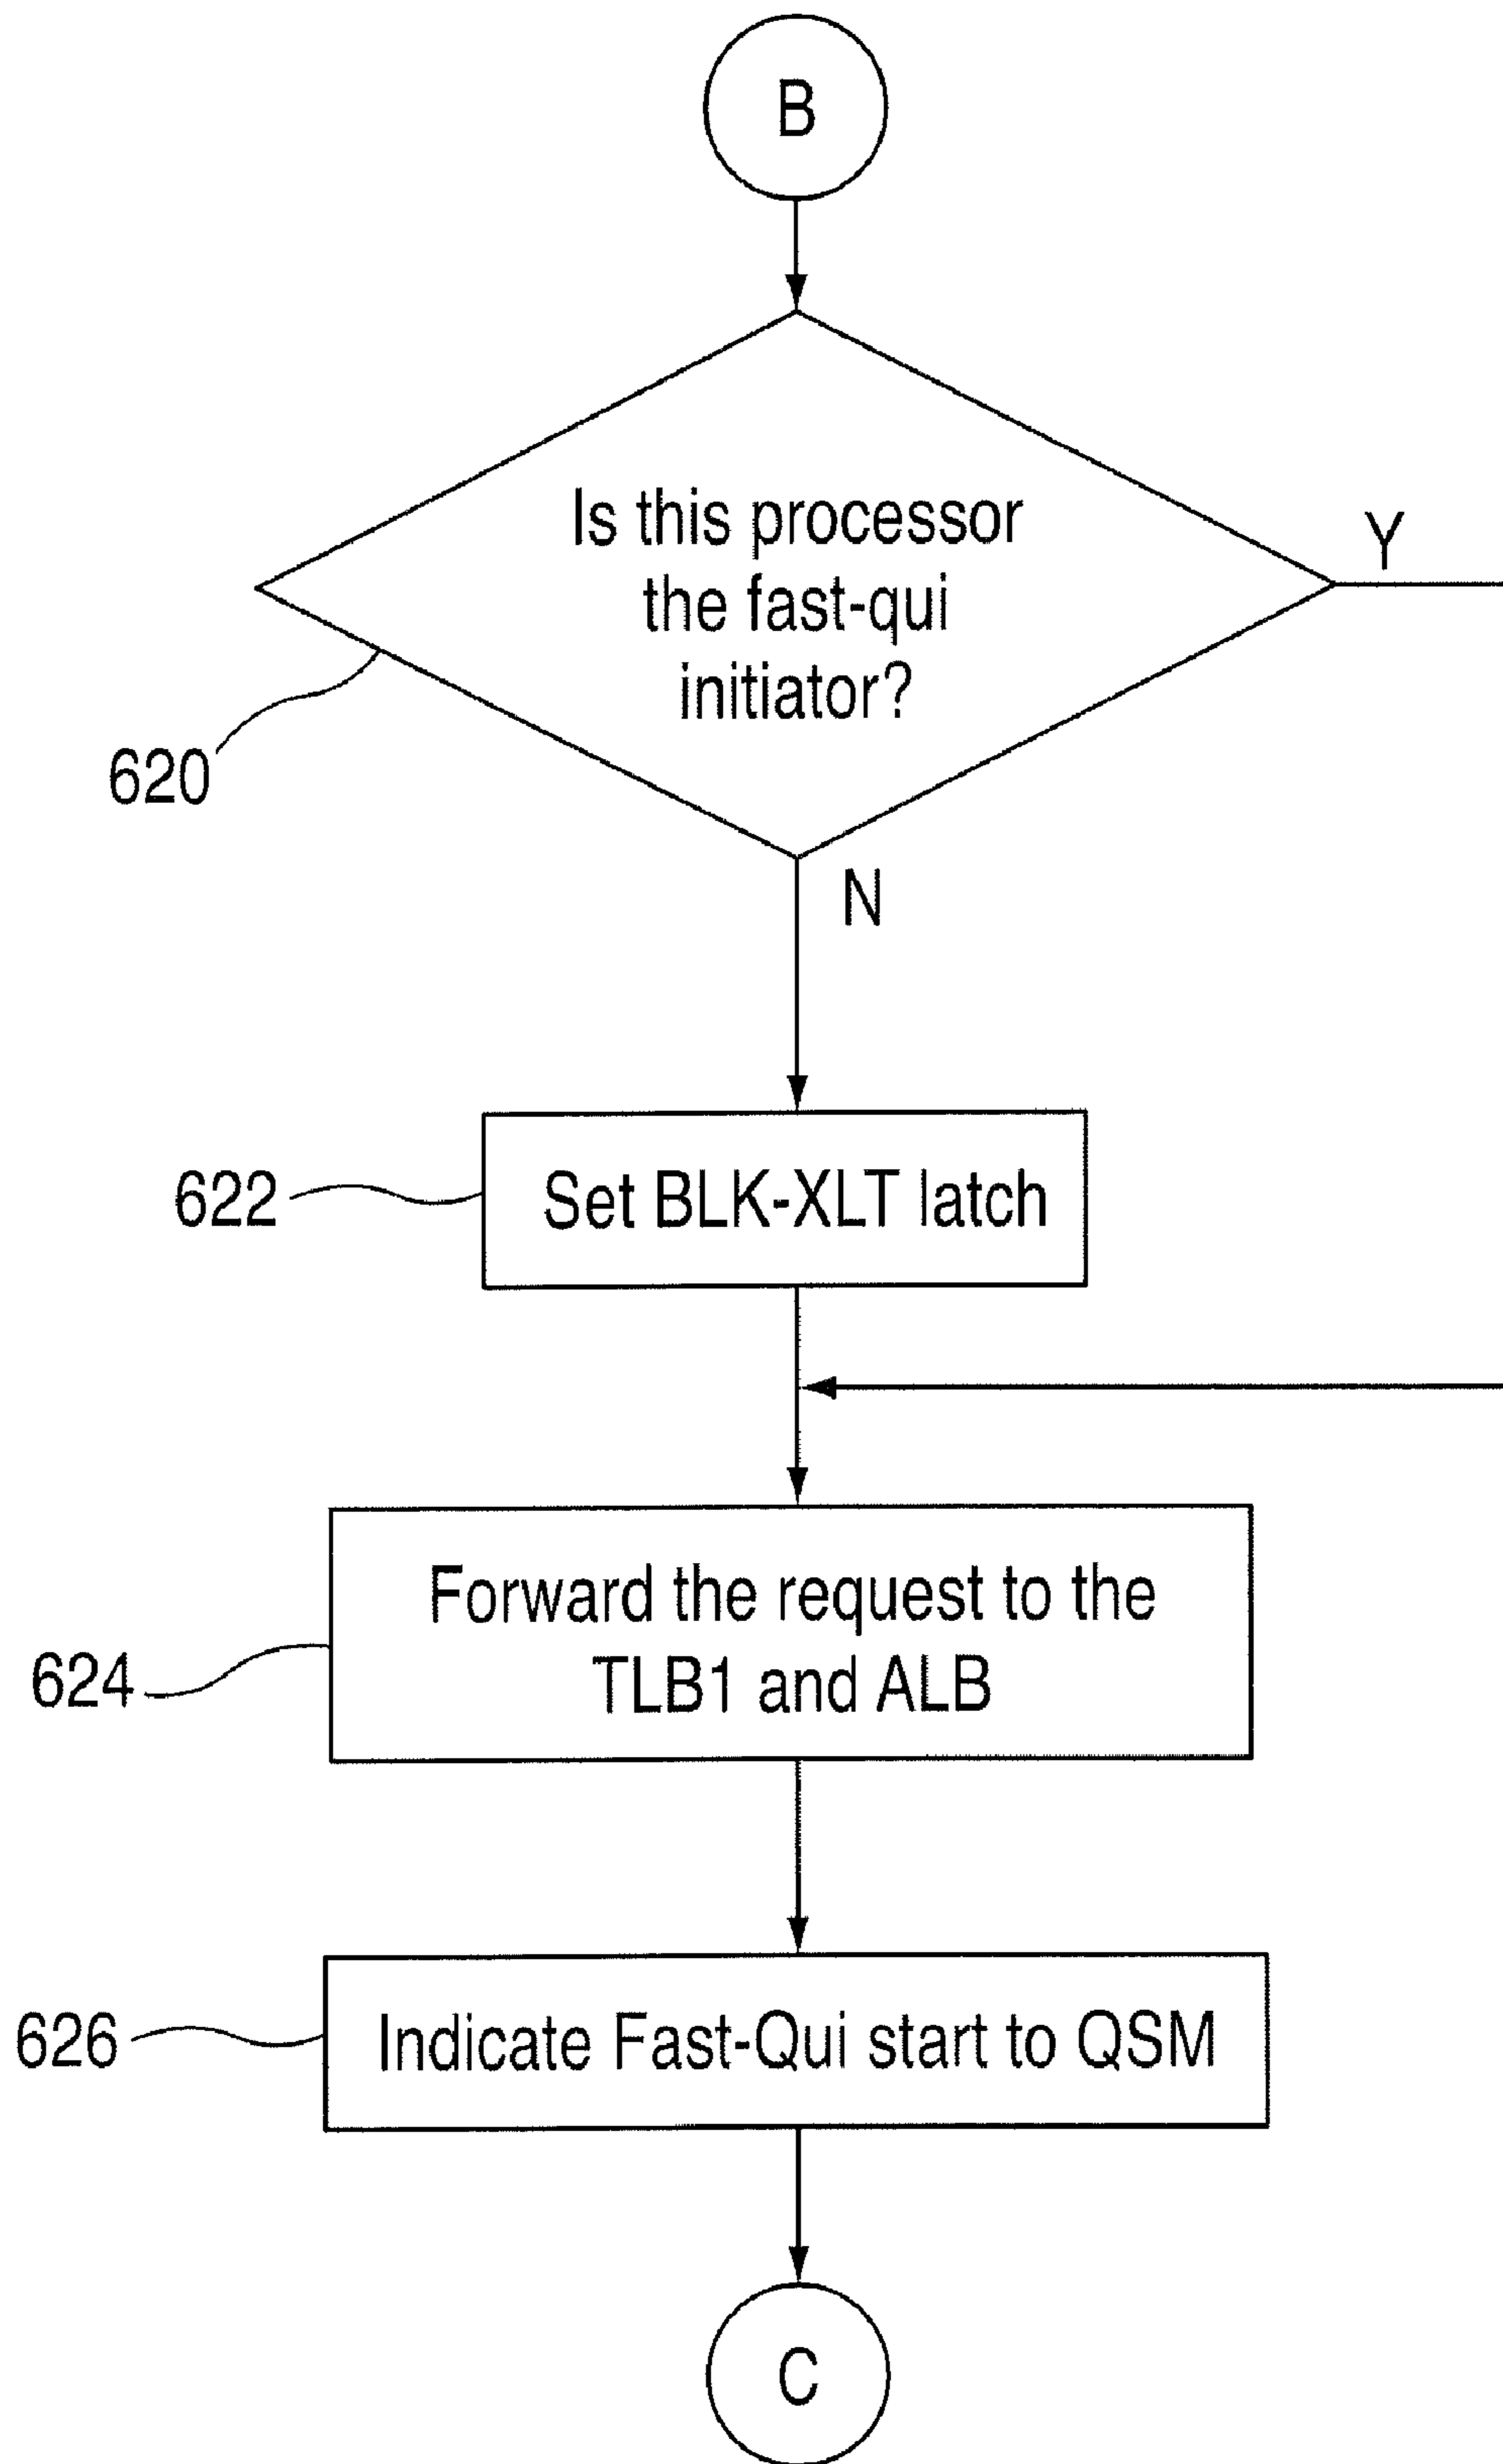 B
Is this processor
the fast-qui
initiator?
Y
620
N
622
Set BLK-XLT latch
Forward the request to the
TLB1 and ALB
624
Indicate Fast-Qui start to QSM
626
C